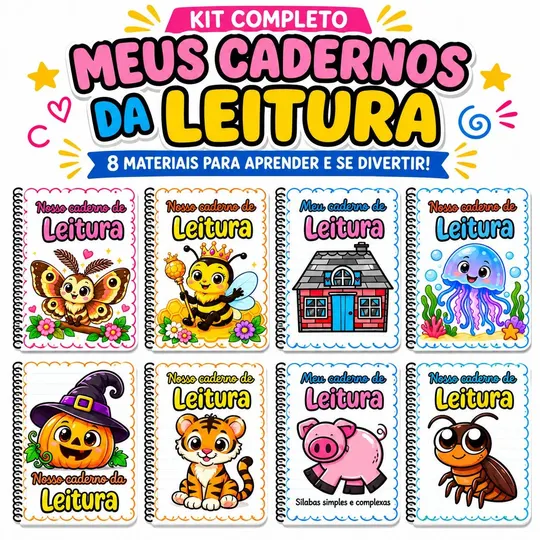 KIT COMPLETO
MEUS CADERNOS
DA LEITURA
8 MATERIAIS PARA APRENDER E SE DIVERTIR!
Nosso caderno de
Leitura
Nosso caderno de
Leitura
Meu caderno de
Leitura
Nosso caderno de
Leitura
Nosso caderno da
Leitura
Nosso caderno de
Leitura
Meu caderno de
Leitura
Sílabas simples e complexas
Nosso caderno de
Leitura